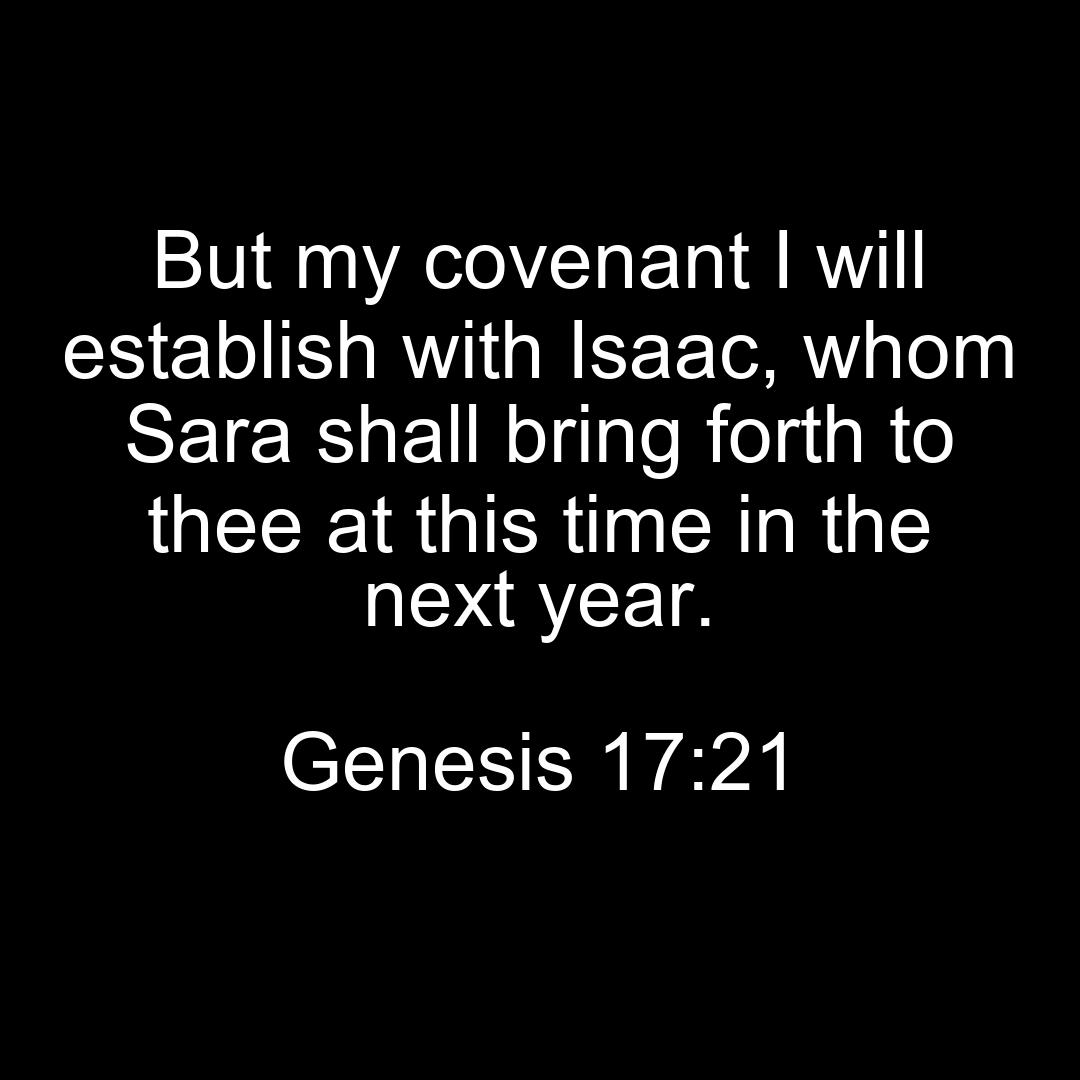 But my covenant I will
establish with Isaac, whom
Sara shall bring forth to
thee at this time in the
next year.
Genesis 17:21